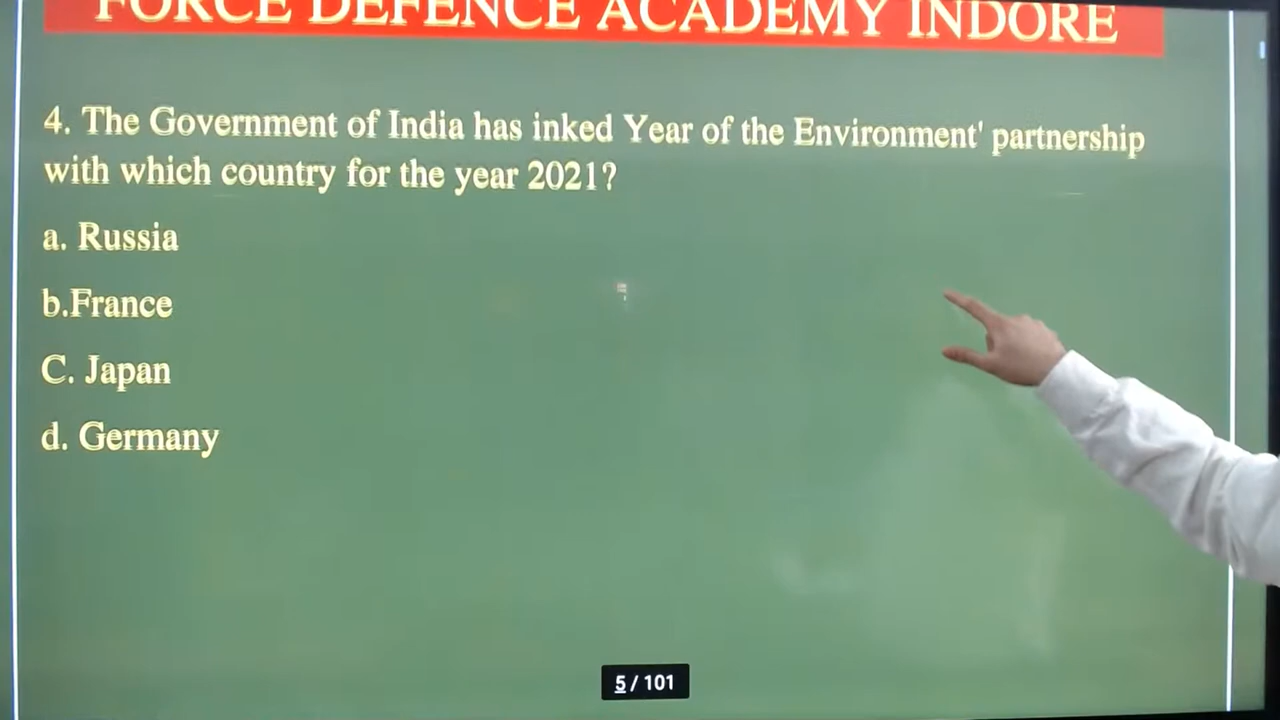 FORCE DEFENCE ACADEMY INDORE
4. The Government of India has inked Year of the Environment' partnership
with which country for the year 2021?
a. Russia
b.France
C. Japan
d. Germany
5 / 101